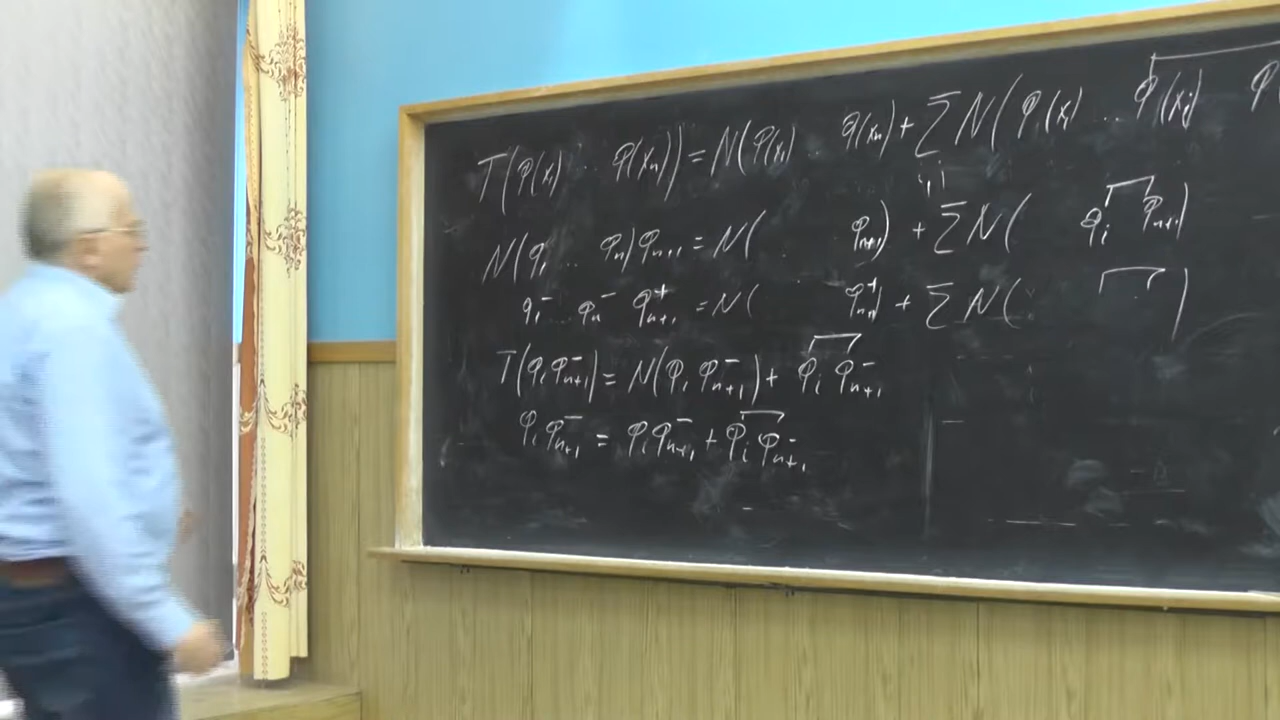 T(φ(x₁) .. φ(xₙ)) = N(φ(x₁) .. φ(xₙ) + Σ N(φ(x₁) .. φ(xⱼ) φ
i,j
N(φ₁ .. φₙ)φₙ₊₁ = N( φₙ₊₁) + Σ N( φᵢ φₙ₊₁)
φ₁⁻ .. φₙ⁻ φₙ₊₁⁺ = N( φₙ₊₁⁺) + Σ N( )
T(φᵢ φₙ₊₁⁻) = N(φᵢ φₙ₊₁⁻) + φᵢ φₙ₊₁⁻
φᵢ φₙ₊₁⁻ = φᵢ φₙ₊₁⁻ + φᵢ φₙ₊₁⁻